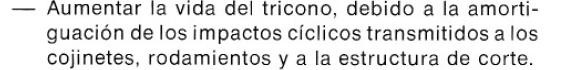 — Aumentar la vida del tricono, debido a la amorti-
guación de los impactos cíclicos transmitidos a los
cojinetes, rodamientos y a la estructura de corte.